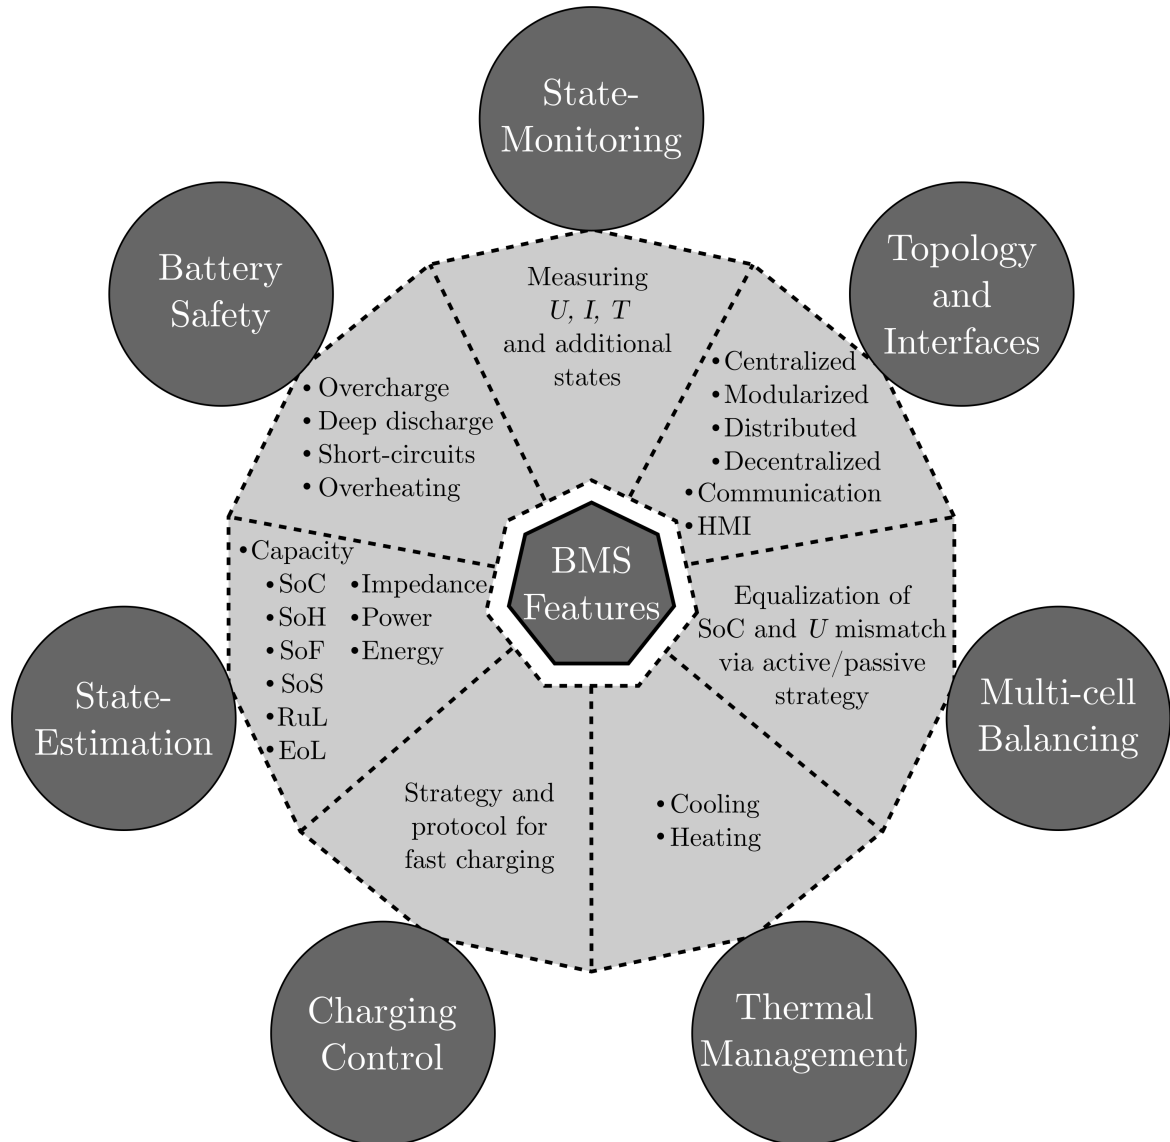 State-
Monitoring
Battery
Safety
Topology
and
Interfaces
Measuring
U, I, T
and additional
states
• Overcharge
• Deep discharge
• Short-circuits
• Overheating
• Centralized
• Modularized
• Distributed
• Decentralized
• Communication
• HMI
BMS
Features
• Capacity
• SoC
• SoH
• SoF
• SoS
• RuL
• EoL
• Impedance
• Power
• Energy
Equalization of
SoC and U mismatch
via active/passive
strategy
State-
Estimation
Multi-cell
Balancing
Strategy and
protocol for
fast charging
• Cooling
• Heating
Charging
Control
Thermal
Management